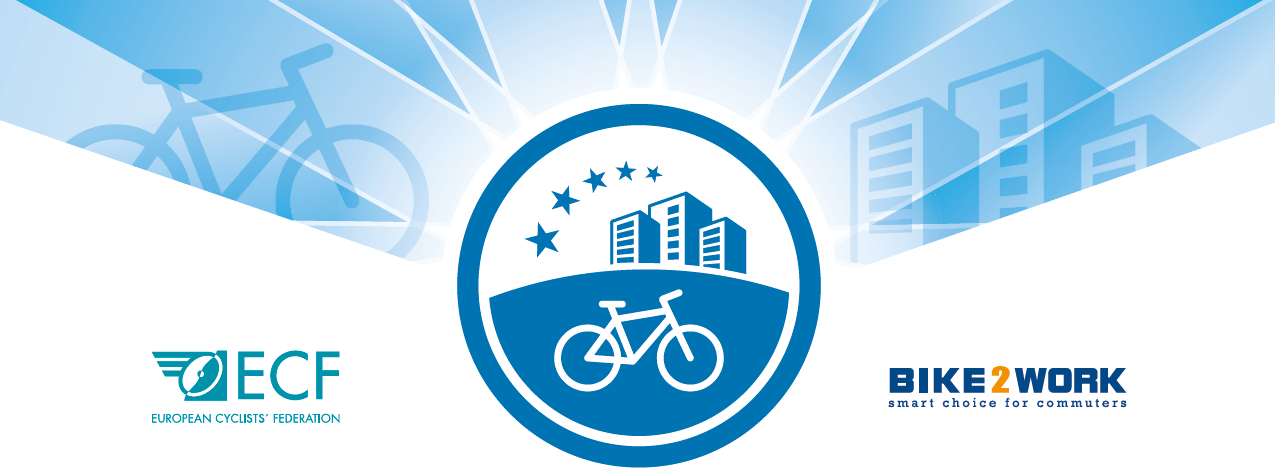 ECF
EUROPEAN CYCLISTS´ FEDERATION
BIKE2WORK
smart choice for commuters